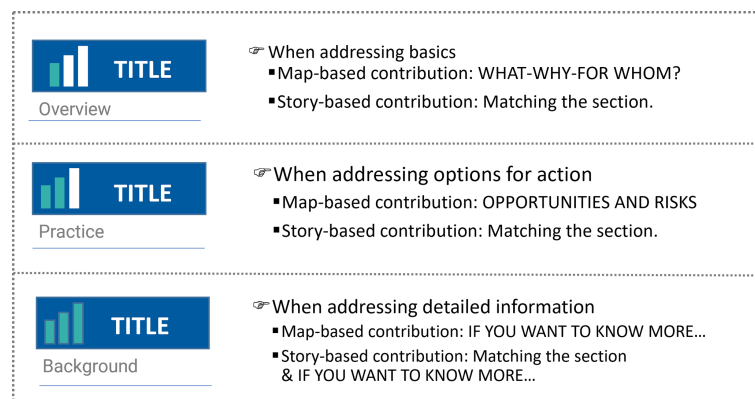 TITLE
Overview
☞ When addressing basics
▪Map-based contribution: WHAT-WHY-FOR WHOM?
▪Story-based contribution: Matching the section.
TITLE
Practice
☞When addressing options for action
▪Map-based contribution: OPPORTUNITIES AND RISKS
▪Story-based contribution: Matching the section.
TITLE
Background
☞When addressing detailed information
▪Map-based contribution: IF YOU WANT TO KNOW MORE…
▪Story-based contribution: Matching the section
& IF YOU WANT TO KNOW MORE…